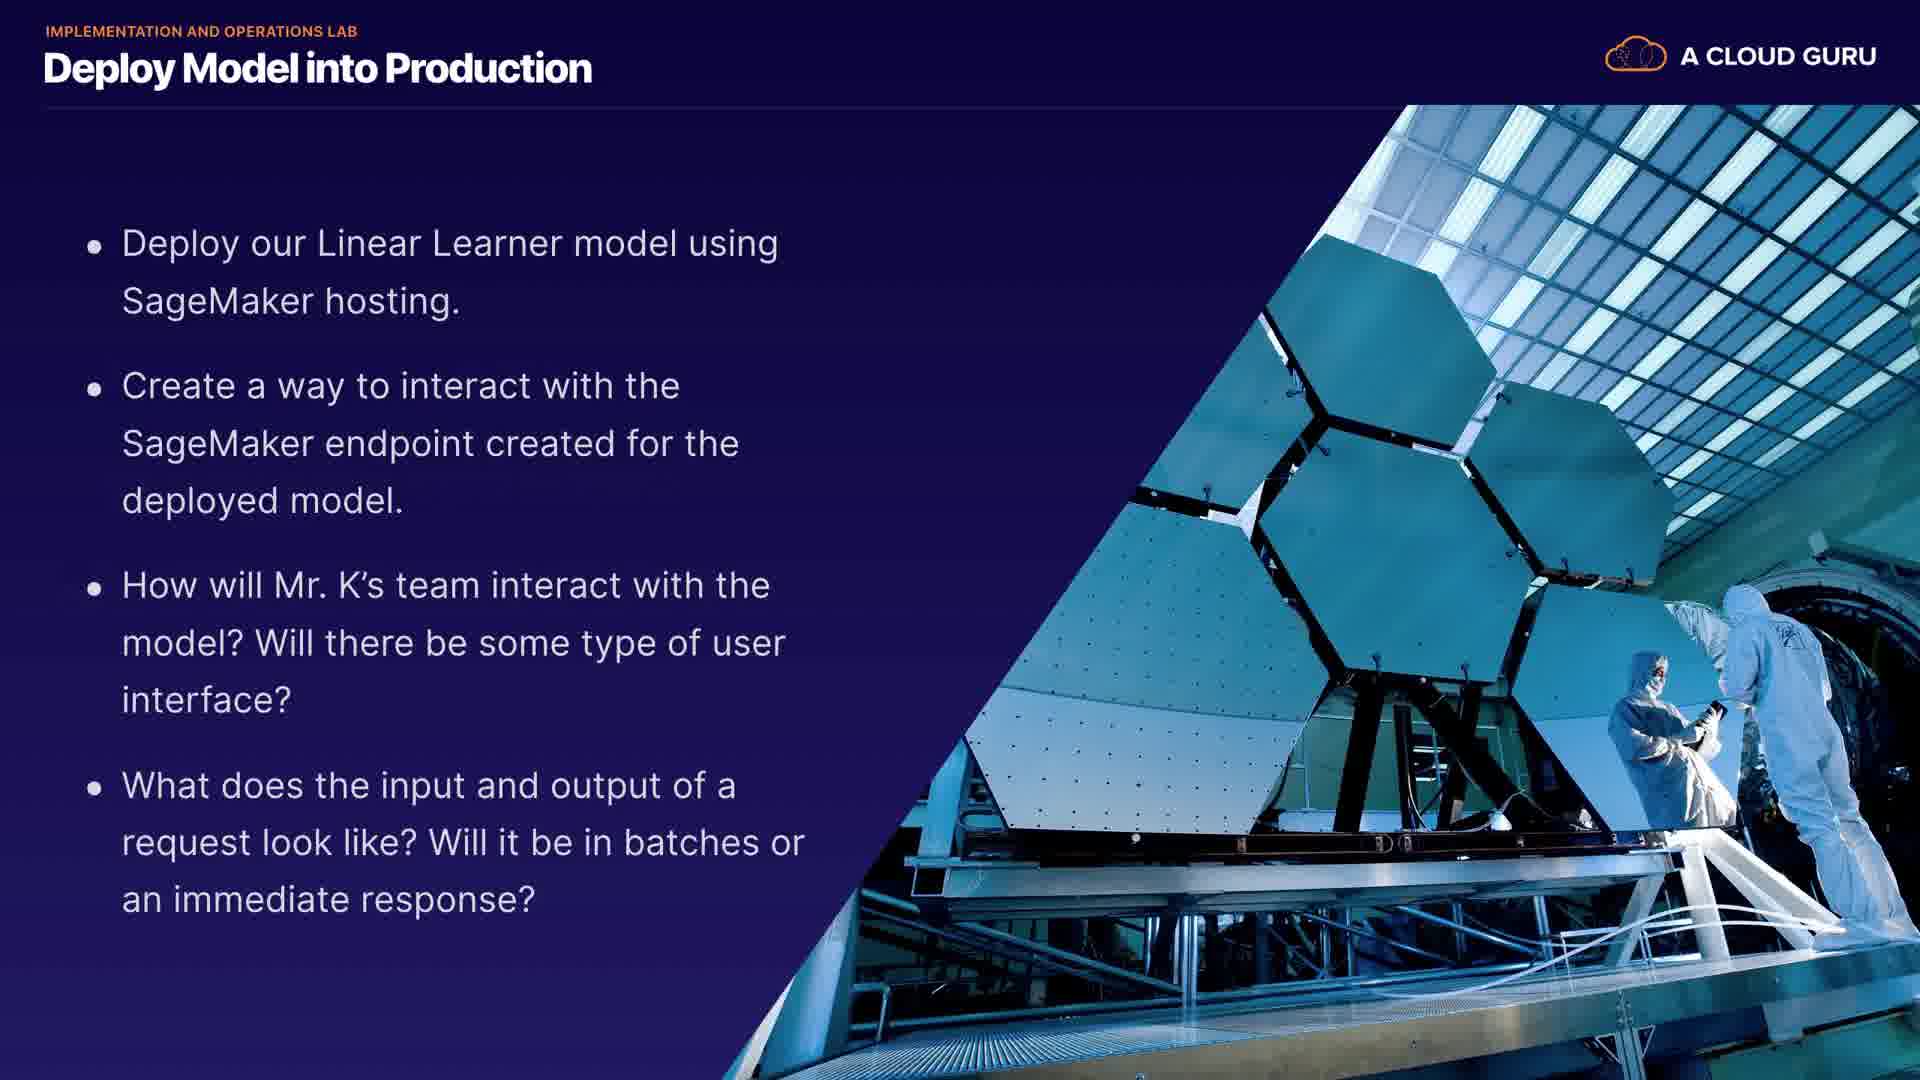 IMPLEMENTATION AND OPERATIONS LAB
Deploy Model into Production
A CLOUD GURU
• Deploy our Linear Learner model using
SageMaker hosting.
• Create a way to interact with the
SageMaker endpoint created for the
deployed model.
• How will Mr. K’s team interact with the
model? Will there be some type of user
interface?
• What does the input and output of a
request look like? Will it be in batches or
an immediate response?